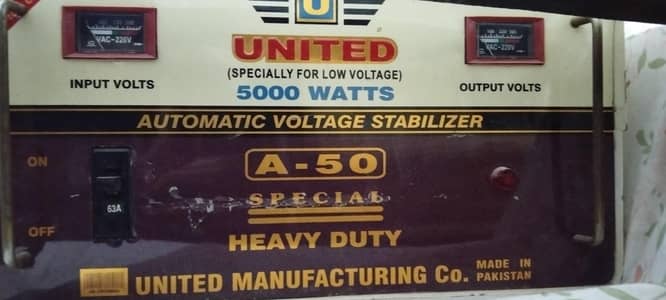 U
UNITED
(SPECIALLY FOR LOW VOLTAGE)
5000 WATTS
VAC-220V
INPUT VOLTS
VAC-220V
OUTPUT VOLTS
AUTOMATIC VOLTAGE STABILIZER
ON
63A
OFF
A-50
SPECIAL
HEAVY DUTY
UNITED MANUFACTURING Co. MADE IN
PAKISTAN